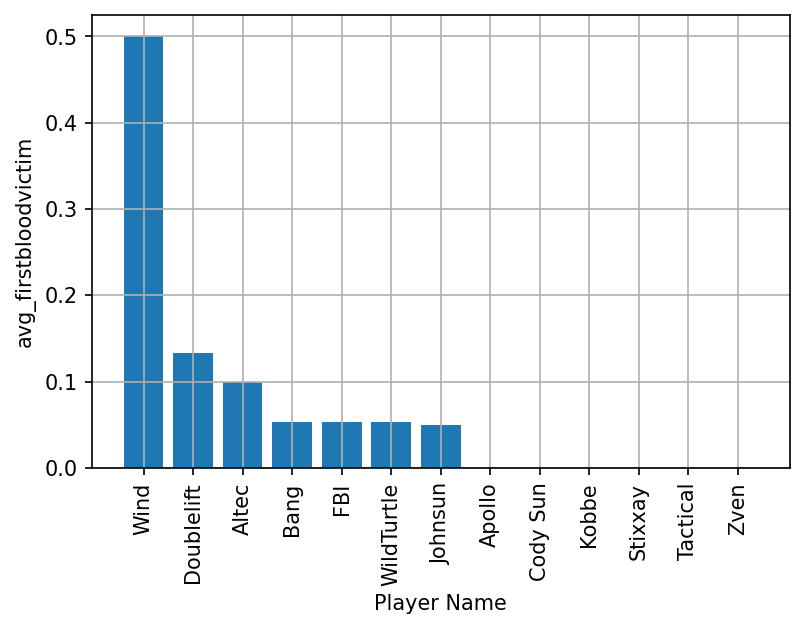 avg_firstbloodvictim
0.5
0.4
0.3
0.2
0.1
0.0
Wind
Doublelift
Altec
Bang
FBI
WildTurtle
Johnsun
Apollo
Cody Sun
Kobbe
Stixxay
Tactical
Zven
Player Name